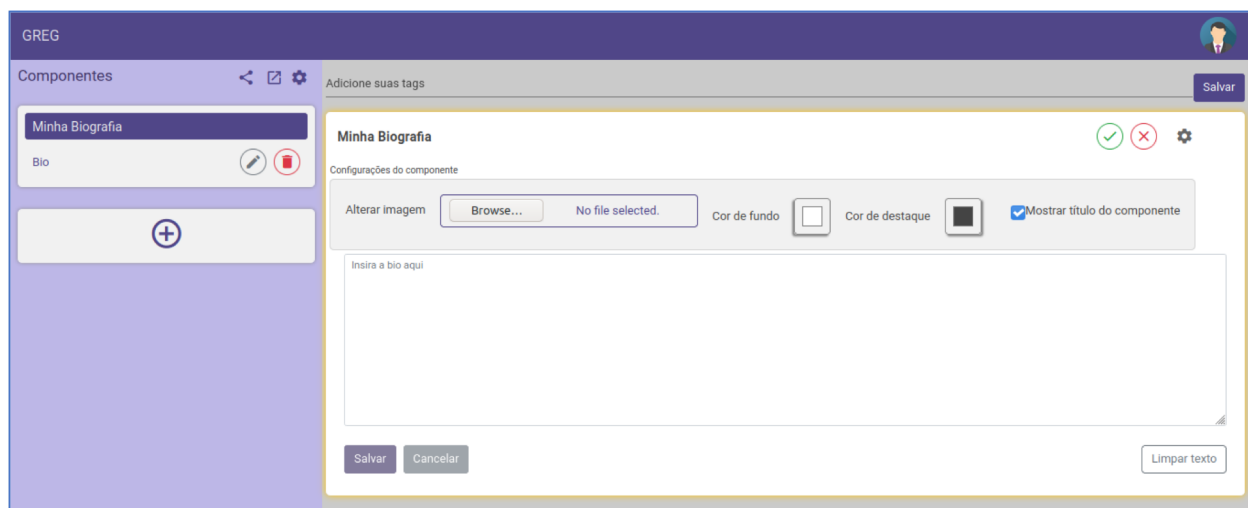 GREG
Componentes
Adicione suas tags
Salvar
Minha Biografia
Bio
Minha Biografia
Configurações do componente
Alterar imagem Browse... No file selected. Cor de fundo Cor de destaque Mostrar título do componente
Insira a bio aqui
Salvar Cancelar Limpar texto